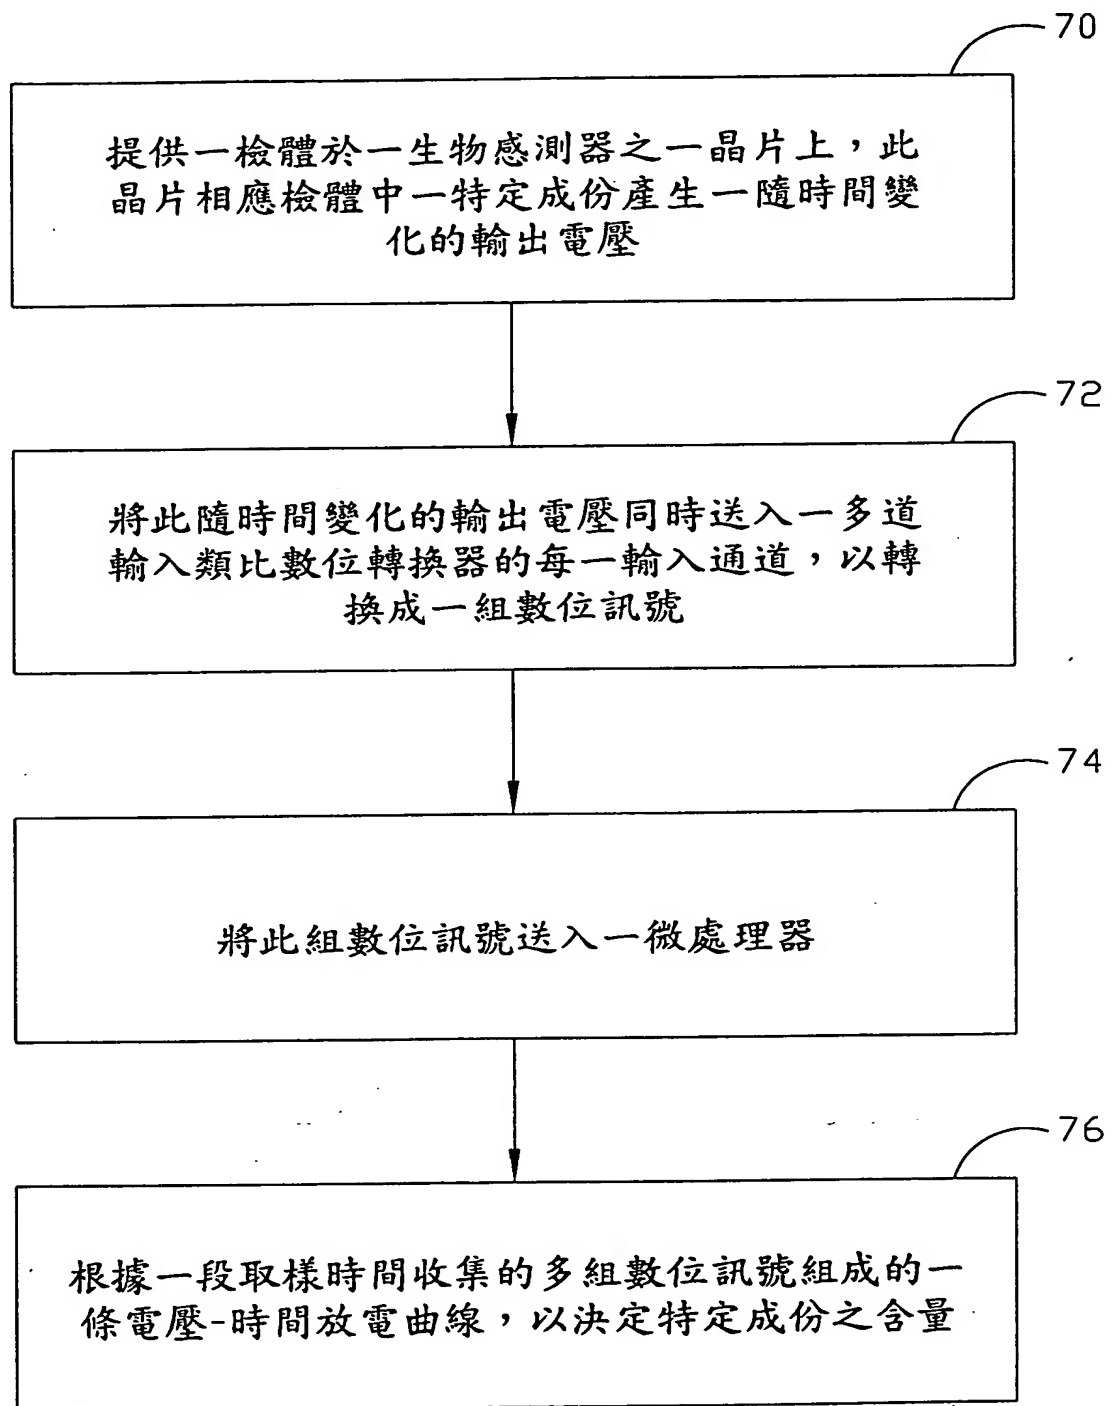 70
提供一檢體於一生物感測器之一晶片上，此
晶片相應檢體中一特定成份產生一隨時間變
化的輸出電壓
72
將此隨時間變化的輸出電壓同時送入一多道
輸入類比數位轉換器的每一輸入通道，以轉
換成一組數位訊號
74
將此組數位訊號送入一微處理器
76
根據一段取樣時間收集的多組數位訊號組成的一
條電壓-時間放電曲線，以決定特定成份之含量